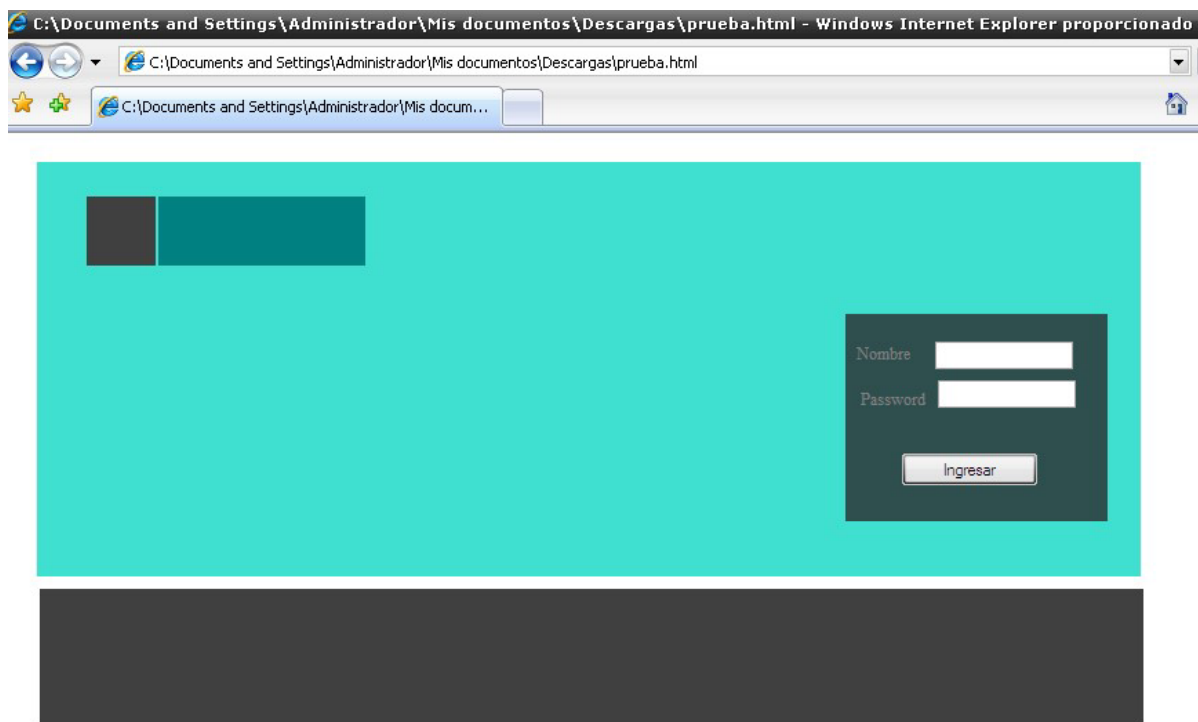 C:\Documents and Settings\Administrador\Mis documentos\Descargas\prueba.html - Windows Internet Explorer proporcionado
C:\Documents and Settings\Administrador\Mis documentos\Descargas\prueba.html
C:\Documents and Settings\Administrador\Mis docum...
Nombre
Password
Ingresar